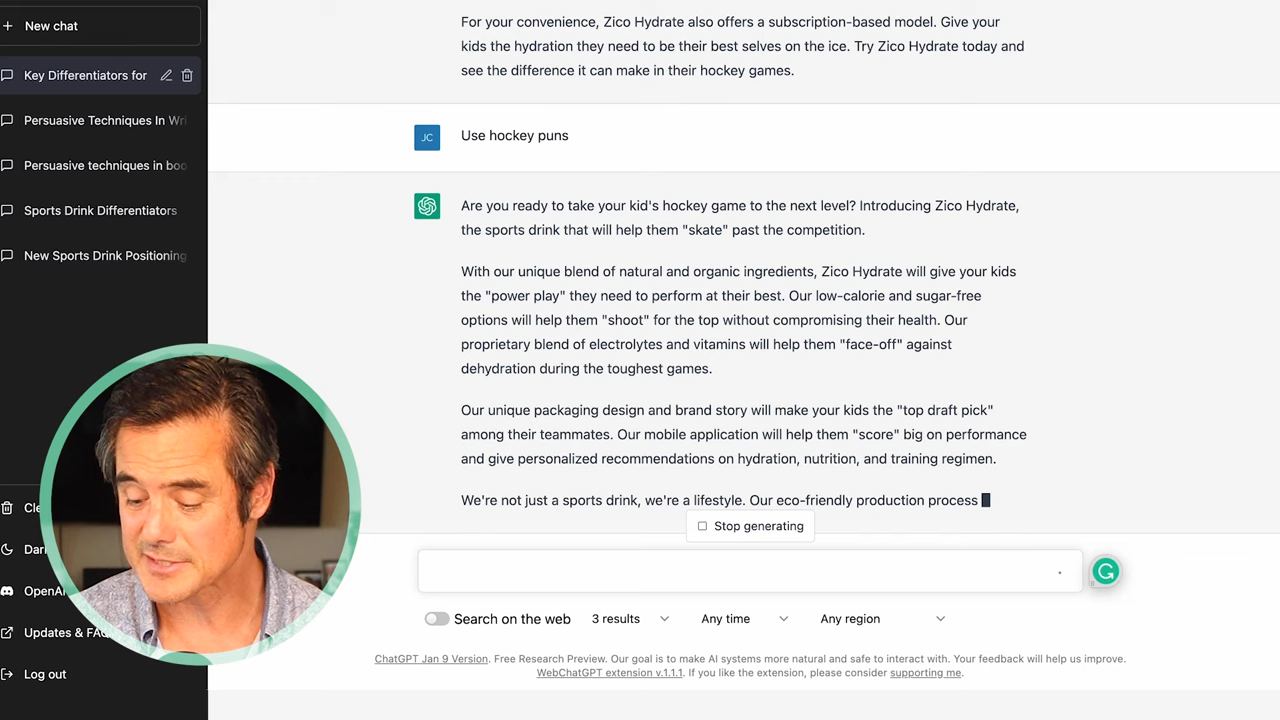 New chat
Key Differentiators for
Persuasive Techniques In Wri
Persuasive techniques in boo
Sports Drink Differentiators
New Sports Drink Positioning
Cle
Dar
OpenAI
Updates & FAQ
Log out
For your convenience, Zico Hydrate also offers a subscription-based model. Give your
kids the hydration they need to be their best selves on the ice. Try Zico Hydrate today and
see the difference it can make in their hockey games.
JC
Use hockey puns
Are you ready to take your kid's hockey game to the next level? Introducing Zico Hydrate,
the sports drink that will help them "skate" past the competition.
With our unique blend of natural and organic ingredients, Zico Hydrate will give your kids
the "power play" they need to perform at their best. Our low-calorie and sugar-free
options will help them "shoot" for the top without compromising their health. Our
proprietary blend of electrolytes and vitamins will help them "face-off" against
dehydration during the toughest games.
Our unique packaging design and brand story will make your kids the "top draft pick"
among their teammates. Our mobile application will help them "score" big on performance
and give personalized recommendations on hydration, nutrition, and training regimen.
We're not just a sports drink, we're a lifestyle. Our eco-friendly production process
Stop generating
Search on the web 3 results Any time Any region
ChatGPT Jan 9 Version. Free Research Preview. Our goal is to make AI systems more natural and safe to interact with. Your feedback will help us improve.
WebChatGPT extension v.1.1.1. If you like the extension, please consider supporting me.